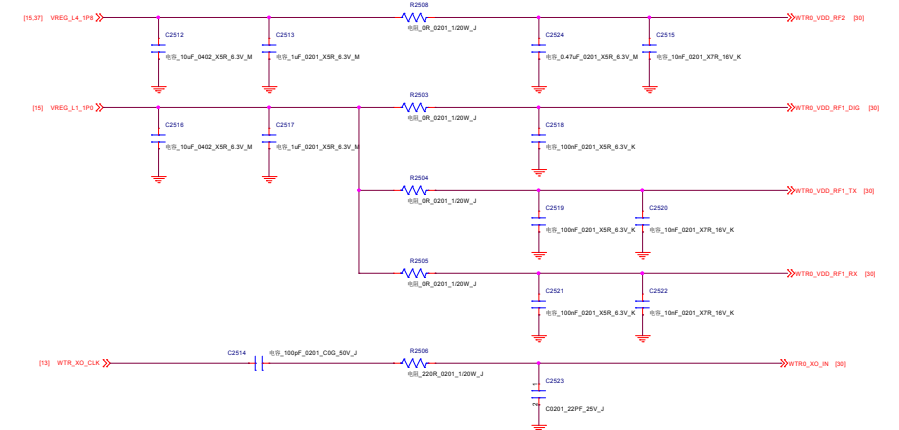 R2508
[15,37] VREG_L4_1P8
WTR0_VDD_RF2 [30]
电阻_0R_0201_1/20W_J
C2512
C2513
C2524
C2515
电容_10uF_0402_X5R_6.3V_M
电容_1uF_0201_X5R_6.3V_M
电容_0.47uF_0201_X5R_6.3V_M
电容_10nF_0201_X7R_16V_K
R2503
[15] VREG_L1_1P0
WTR0_VDD_RF1_DIG [30]
电阻_0R_0201_1/20W_J
C2516
C2517
C2518
电容_10uF_0402_X5R_6.3V_M
电容_1uF_0201_X5R_6.3V_M
电容_100nF_0201_X5R_6.3V_K
R2504
WTR0_VDD_RF1_TX [30]
电阻_0R_0201_1/20W_J
C2519
C2520
电容_100nF_0201_X5R_6.3V_K
电容_10nF_0201_X7R_16V_K
R2505
WTR0_VDD_RF1_RX [30]
电阻_0R_0201_1/20W_J
C2521
C2522
电容_100nF_0201_X5R_6.3V_K
电容_10nF_0201_X7R_16V_K
C2514
电容_100pF_0201_C0G_50V_J
R2506
[13] WTR_XO_CLK
WTR0_XO_IN [30]
电阻_220R_0201_1/20W_J
C2523
1
2
C0201_22PF_25V_J